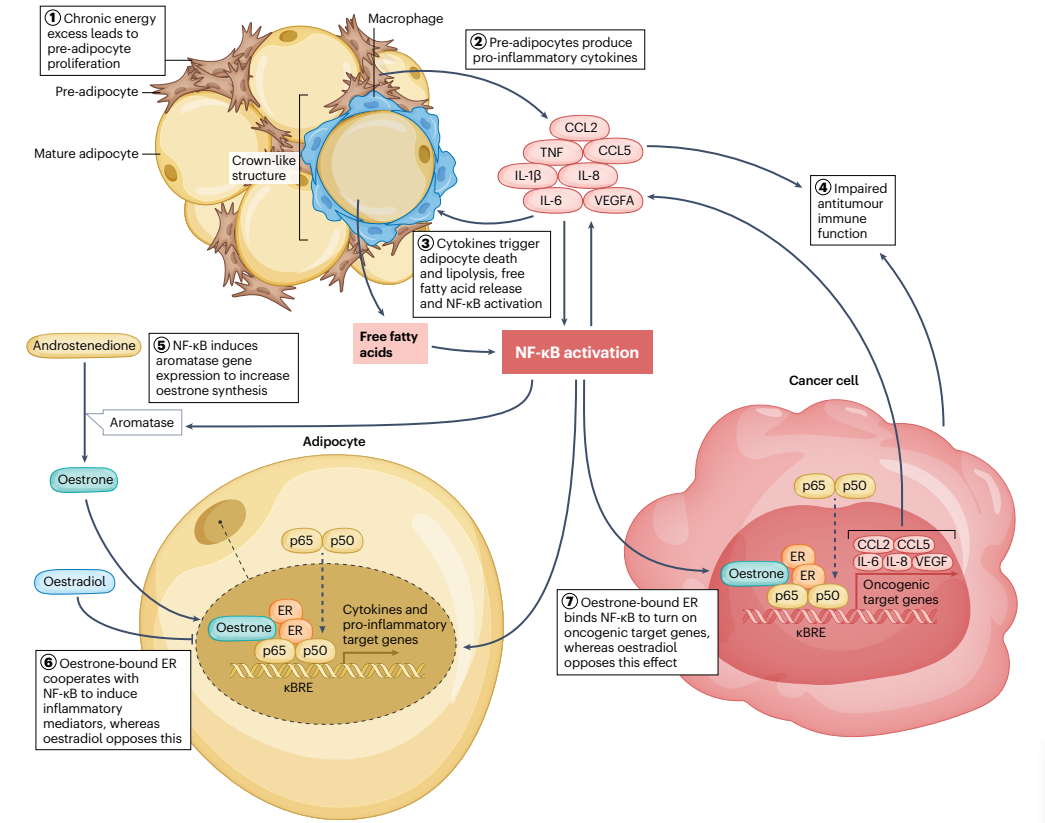 ① Chronic energy
excess leads to
pre-adipocyte
proliferation
Macrophage
② Pre-adipocytes produce
pro-inflammatory cytokines
Pre-adipocyte
Mature adipocyte
Crown-like
structure
CCL2
TNF
CCL5
IL-1β
IL-8
IL-6
VEGFA
④ Impaired
antitumour
immune
function
③ Cytokines trigger
adipocyte death
and lipolysis, free
fatty acid release
and NF-κB activation
Free fatty
acids
NF-κB activation
Androstenedione
⑤ NF-κB induces
aromatase gene
expression to increase
oestrone synthesis
Aromatase
Oestrone
Oestradiol
Adipocyte
p65
p50
ER
Oestrone
ER
p65
p50
Cytokines and
pro-inflammatory
target genes
κBRE
⑥ Oestrone-bound ER
cooperates with
NF-κB to induce
inflammatory
mediators, whereas
oestradiol opposes this
Cancer cell
p65
p50
CCL2
CCL5
IL-6
IL-8
VEGF
ER
Oestrone
ER
p65
p50
Oncogenic
target genes
κBRE
⑦ Oestrone-bound ER
binds NF-κB to turn on
oncogenic target genes,
whereas oestradiol
opposes this effect